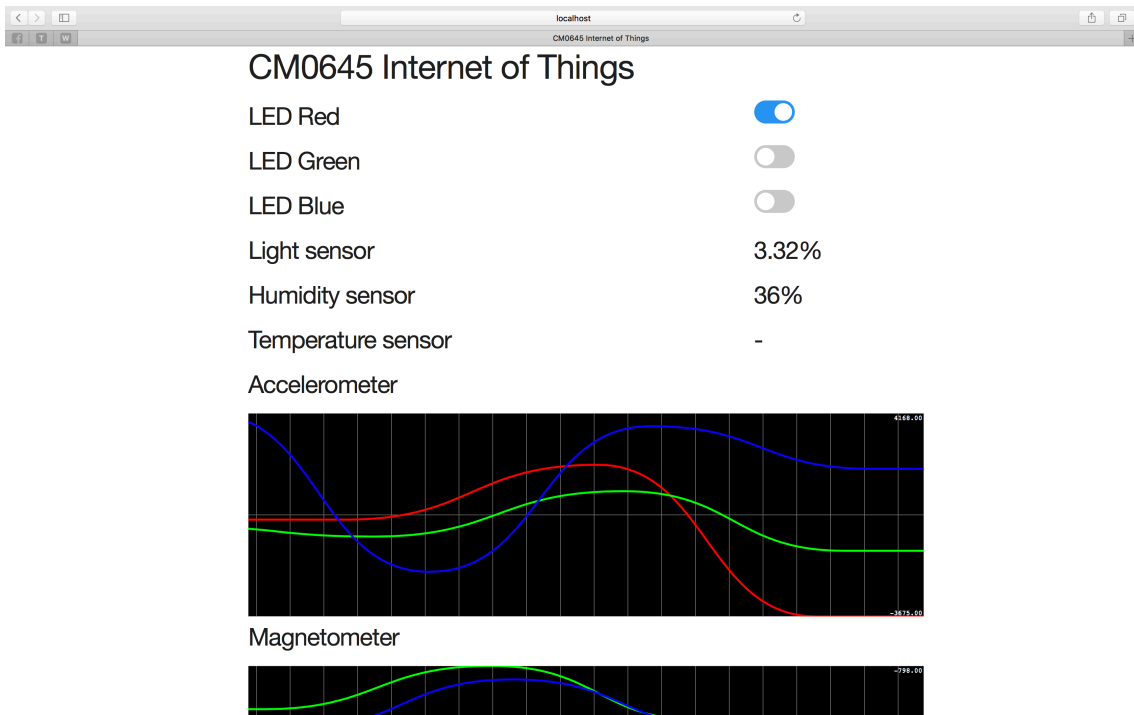 localhost
T W
CM0645 Internet of Things
CM0645 Internet of Things
LED Red
LED Green
LED Blue
Light sensor 3.32%
Humidity sensor 36%
Temperature sensor -
Accelerometer
4168.00
-3675.00
Magnetometer
-798.00